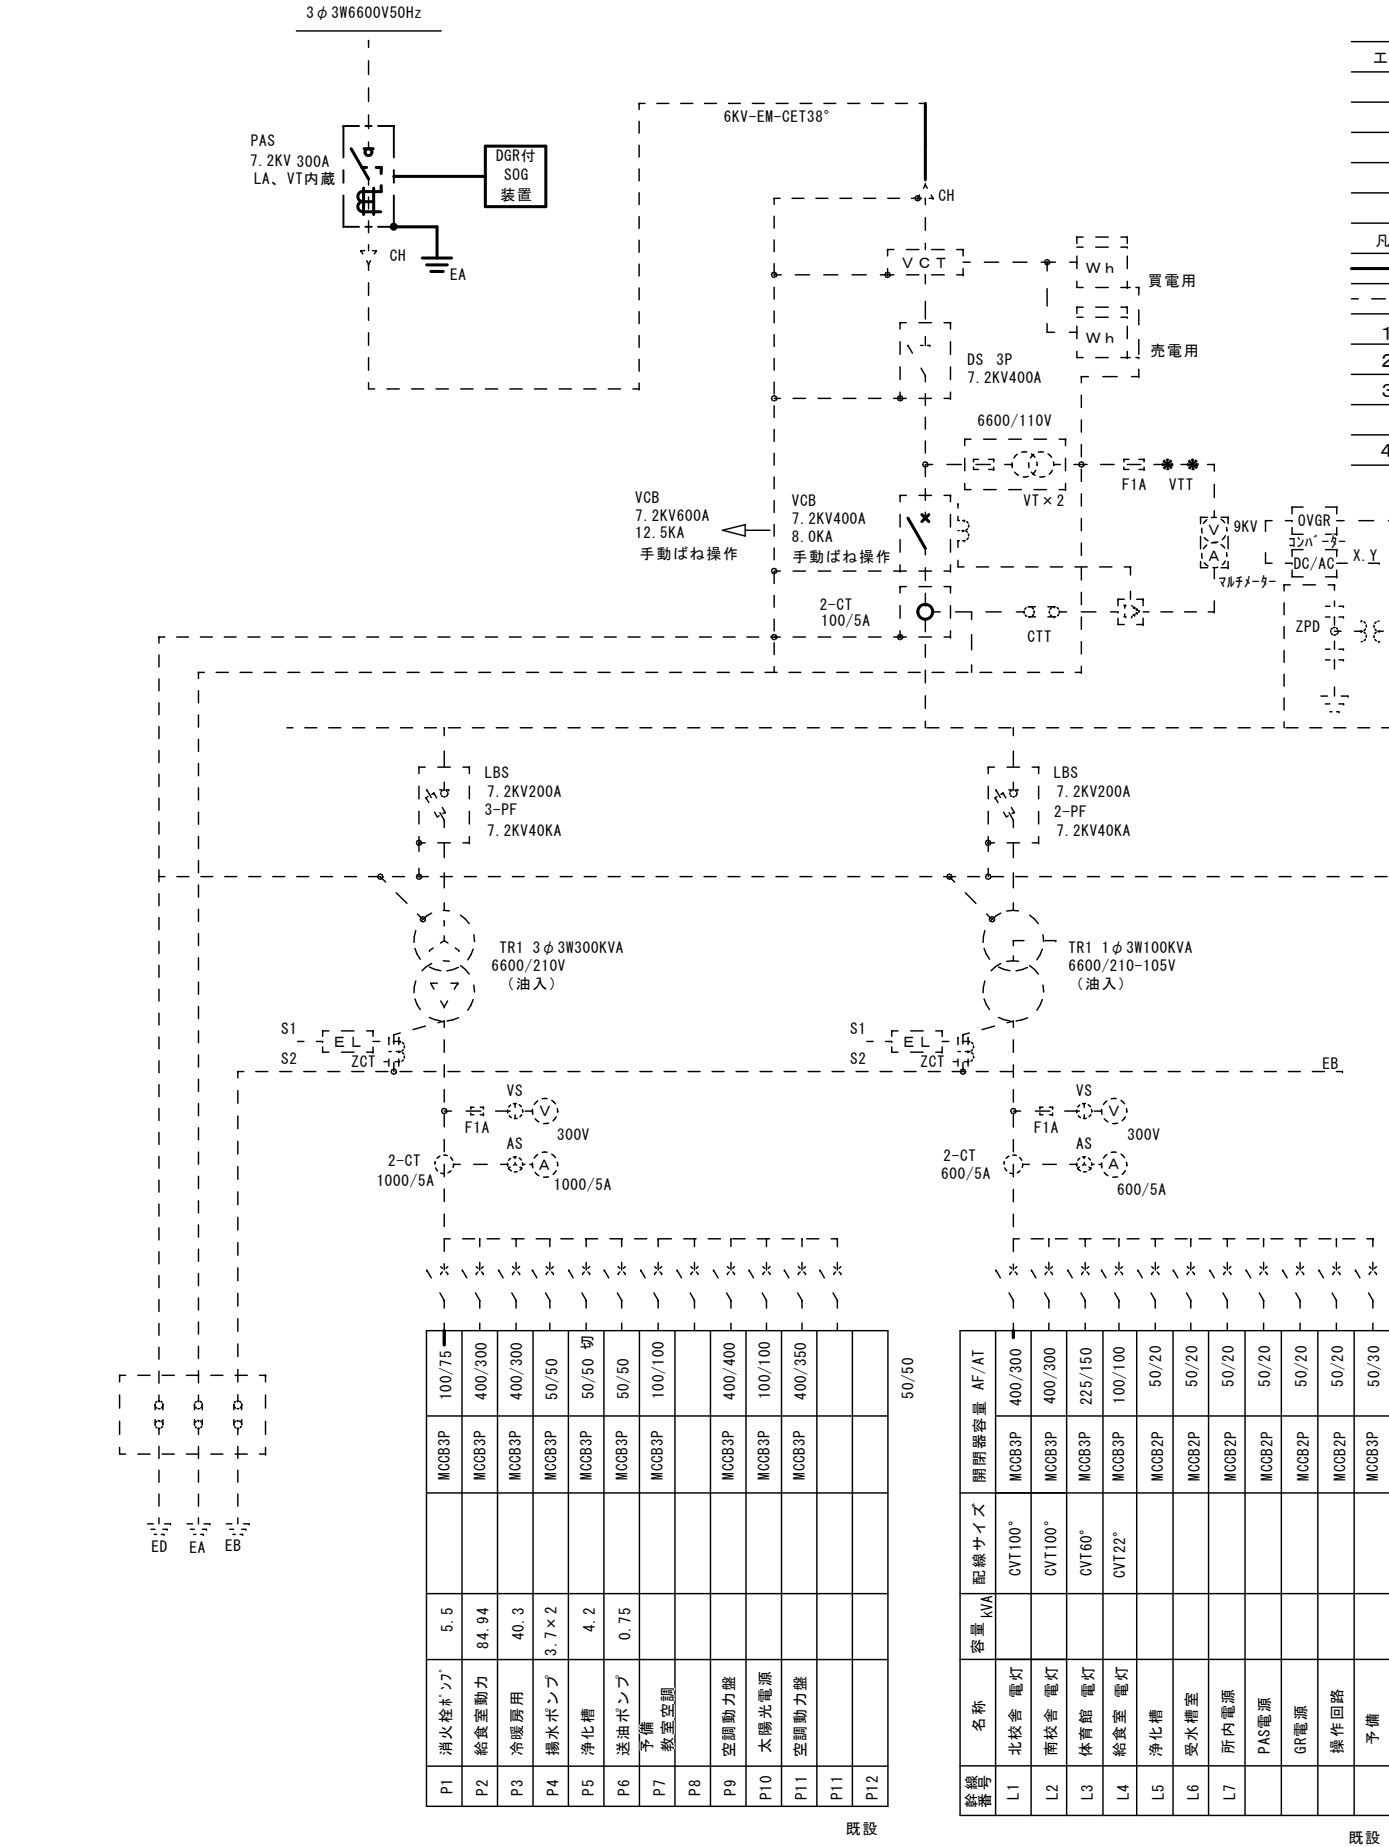 3φ3W6600V50Hz
PAS
7.2KV 300A
LA、VT内蔵
DGR付
SOG
装置
CH
EA
6KV-EM-CET38°
CH
VCT
Wh
買電用
Wh
売電用
DS 3P
7.2KV400A
6600/110V
VT×2
F1A
VTT
VCB
7.2KV600A
12.5KA
手動ばね操作
VCB
7.2KV400A
8.0KA
手動ばね操作
V
A
マルチメーター
9KV
OVGR
コンバーター
DC/AC
X.Y
ZPD
2-CT
100/5A
CTT
エ
凡
1
2
3
4
LBS
7.2KV200A
3-PF
7.2KV40KA
LBS
7.2KV200A
2-PF
7.2KV40KA
TR1 3φ3W300KVA
6600/210V
(油入)
TR1 1φ3W100KVA
6600/210-105V
(油入)
S1
EL
S2
ZCT
S1
EL
S2
ZCT
EB
VS
V
F1A
300V
2-CT
1000/5A
AS
A
1000/5A
VS
V
F1A
300V
2-CT
600/5A
AS
A
600/5A
ED
EA
EB
P1 消火栓ポンプ 5.5 MCCB3P 100/75
P2 給食室動力 84.94 MCCB3P 400/300
P3 冷暖房用 40.3 MCCB3P 400/300
P4 揚水ポンプ 3.7×2 MCCB3P 50/50
P5 浄化槽 4.2 MCCB3P 50/50 切
P6 送油ポンプ 0.75 MCCB3P 50/50
P7 予備 教室空調 MCCB3P 100/100
P8
P9 空調動力盤 MCCB3P 400/400
P10 太陽光電源 MCCB3P 100/100
P11 空調動力盤 MCCB3P 400/350
P11
P12
50/50
既設
幹線番号 名称 容量 kVA 配線サイズ 開閉器容量 AF/AT
L1 北校舎 電灯 CVT100° MCCB3P 400/300
L2 南校舎 電灯 CVT100° MCCB3P 400/300
L3 体育館 電灯 CVT60° MCCB3P 225/150
L4 給食室 電灯 CVT22° MCCB3P 100/100
L5 浄化槽 MCCB2P 50/20
L6 受水槽室 MCCB2P 50/20
L7 所内電源 MCCB2P 50/20
PAS電源 MCCB2P 50/20
GR電源 MCCB2P 50/20
操作回路 MCCB2P 50/20
予備 MCCB3P 50/30
既設